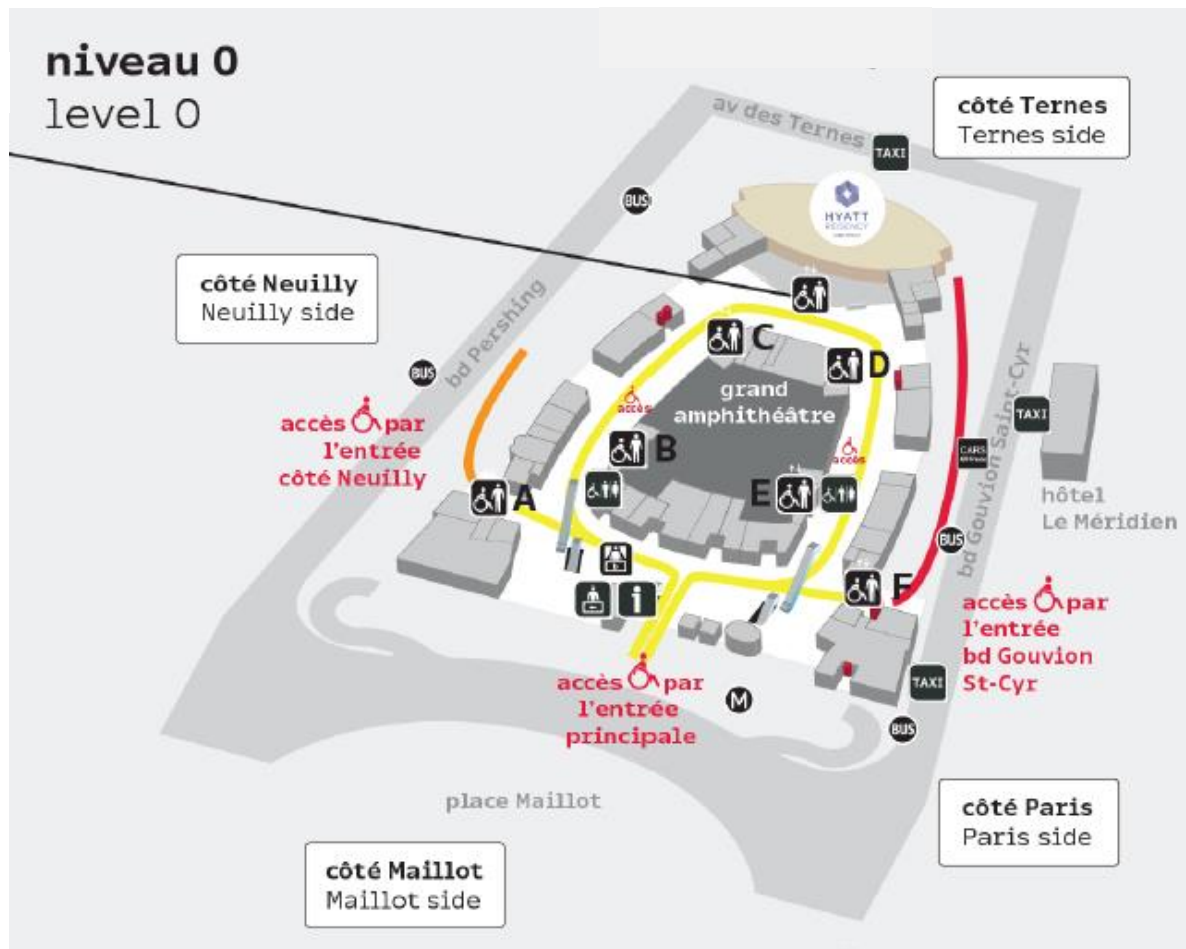 niveau 0
level 0
côté Ternes
Ternes side
av des Ternes
TAXI
BUS
HYATT
REGENCY
côté Neuilly
Neuilly side
bd Pershing
BUS
C
D
grand
amphithéâtre
accès
accès par
l'entrée
côté Neuilly
B
accès
A
E
TAXI
CARS
bd Gouvion Saint-Cyr
hôtel
Le Méridien
BUS
i
F
accès par
l'entrée
bd Gouvion
St-Cyr
accès par
l'entrée
principale
M
TAXI
BUS
place Maillot
côté Paris
Paris side
côté Maillot
Maillot side